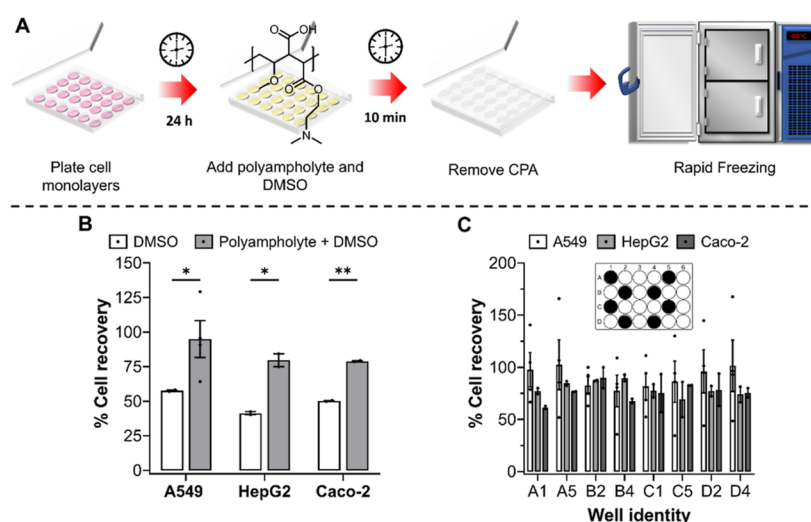 A
24 h
10 min
-80 °C
Plate cell
monolayers
Add polyampholyte and
DMSO
Remove CPA
Rapid Freezing
O
OH
O
O
O
N
B
DMSO
Polyampholyte + DMSO
% Cell recovery
150
125
100
75
50
25
0
*
*
**
A549
HepG2
Caco-2
C
A549
HepG2
Caco-2
% Cell recovery
200
150
100
50
0
1 2 3 4 5 6
A
B
C
D
A1 A5 B2 B4 C1 C5 D2 D4
Well identity